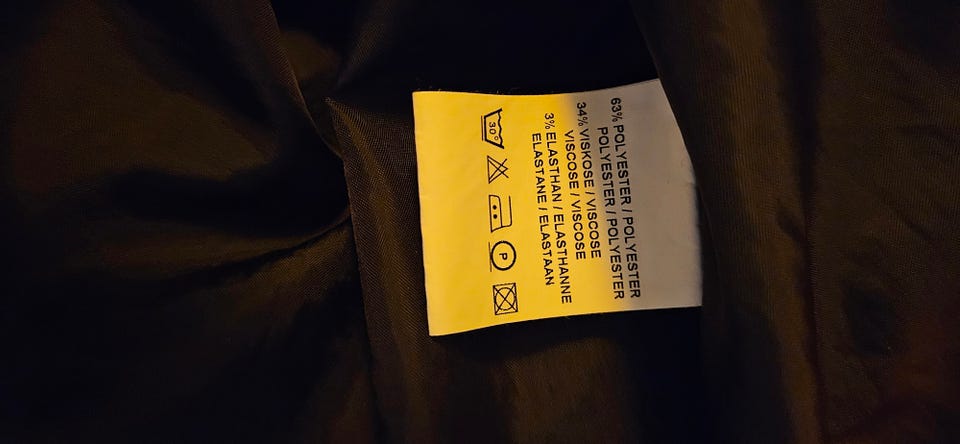 63% POLYESTER / POLYESTER
POLYESTER / POLYESTER
34% VISKOSE / VISCOSE
VISCOSE / VISCOSE
3% ELASTHAN / ELASTHANNE
ELASTANE / ELASTAAN
30°
P